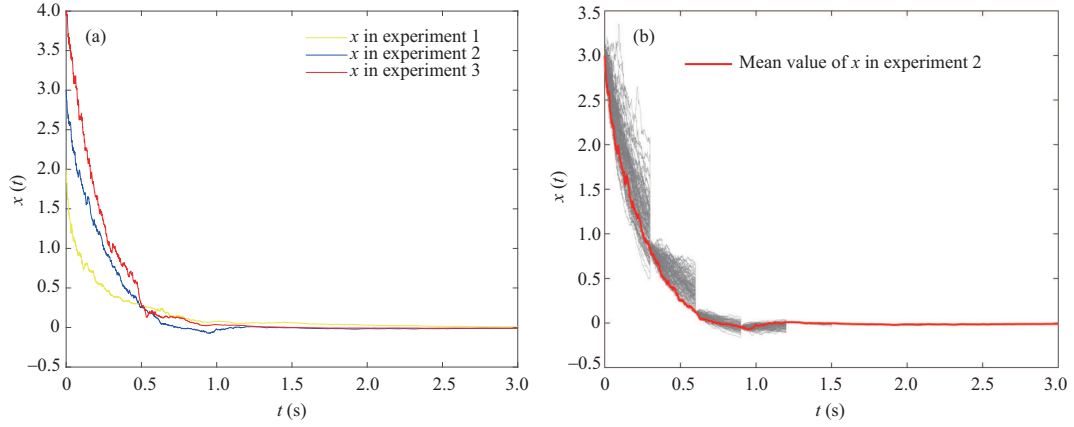 (a)
x in experiment 1
x in experiment 2
x in experiment 3
4.0
3.5
3.0
2.5
2.0
1.5
1.0
0.5
0
–0.5
x (t)
0 0.5 1.0 1.5 2.0 2.5 3.0
t (s)
(b)
Mean value of x in experiment 2
3.5
3.0
2.5
2.0
1.5
1.0
0.5
0
–0.5
x (t)
0 0.5 1.0 1.5 2.0 2.5 3.0
t (s)